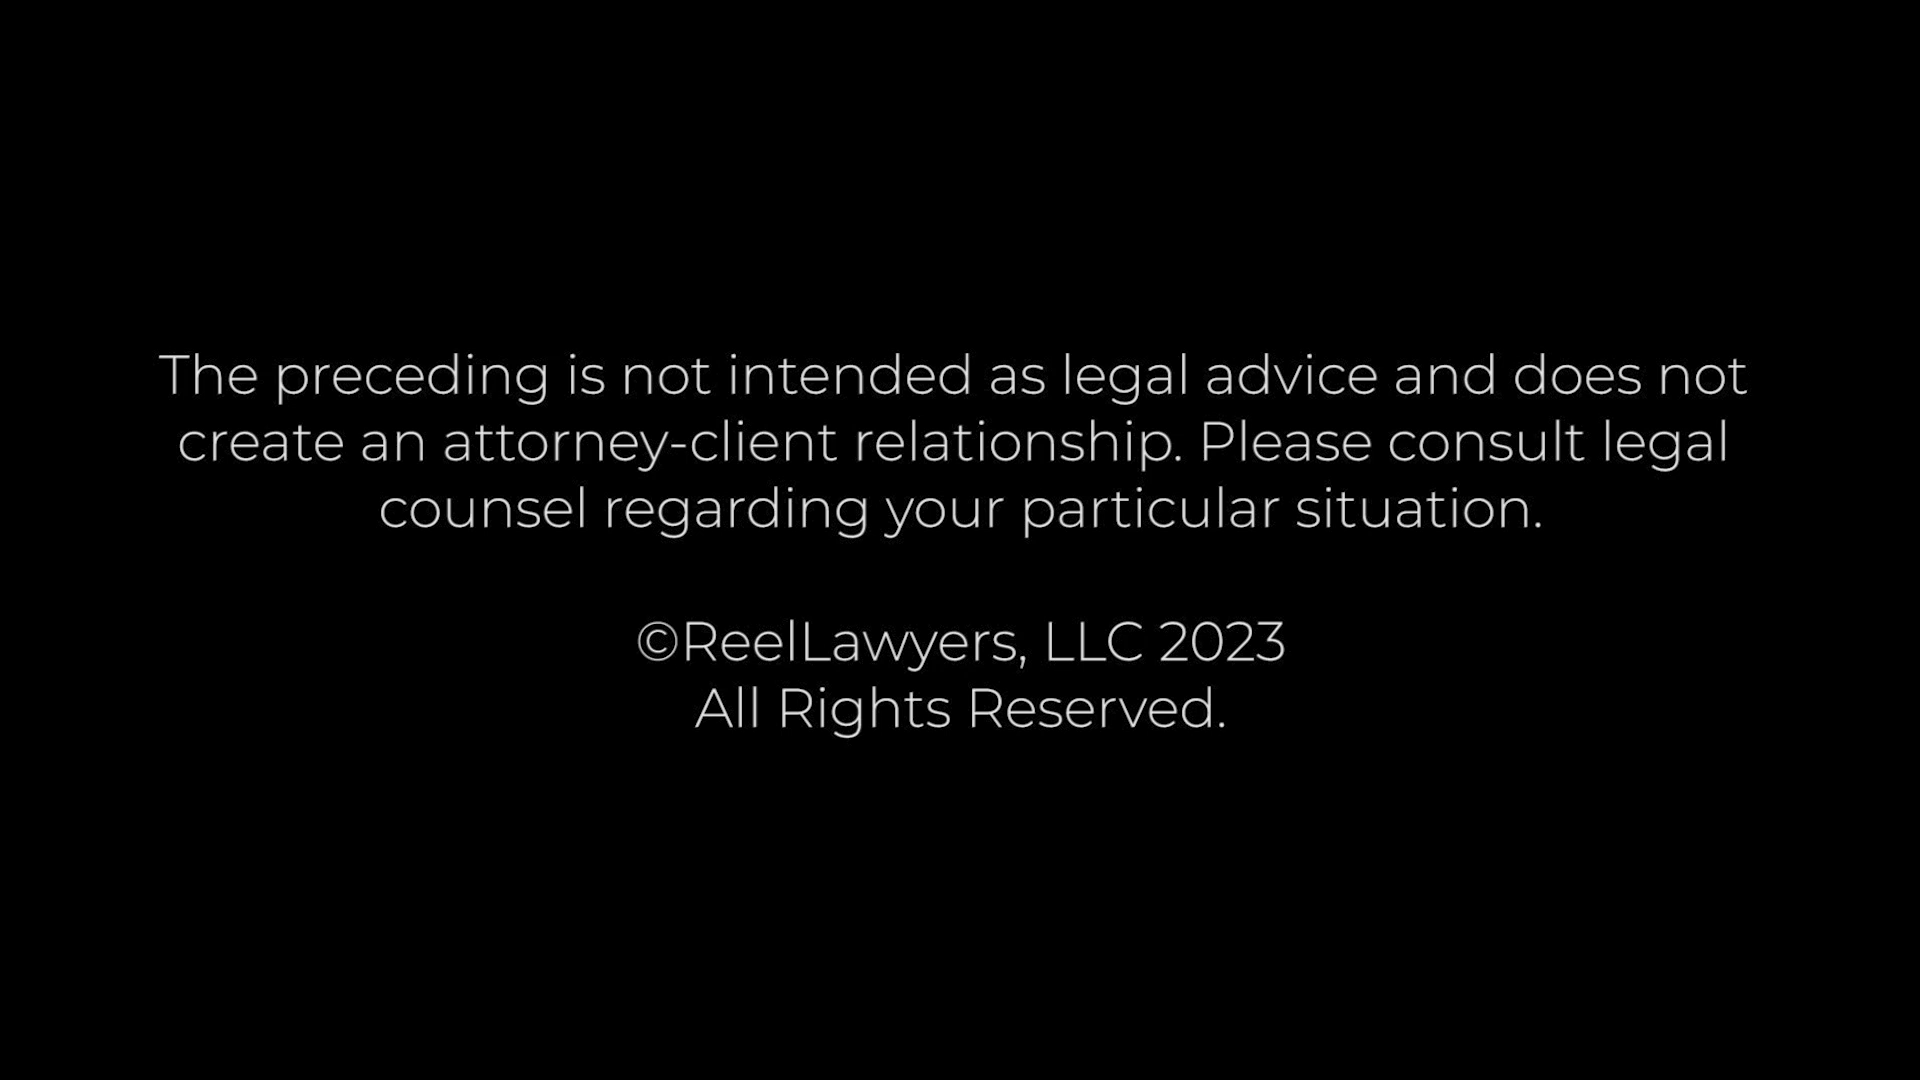 The preceding is not intended as legal advice and does not
create an attorney-client relationship. Please consult legal
counsel regarding your particular situation.
©ReelLawyers, LLC 2023
All Rights Reserved.